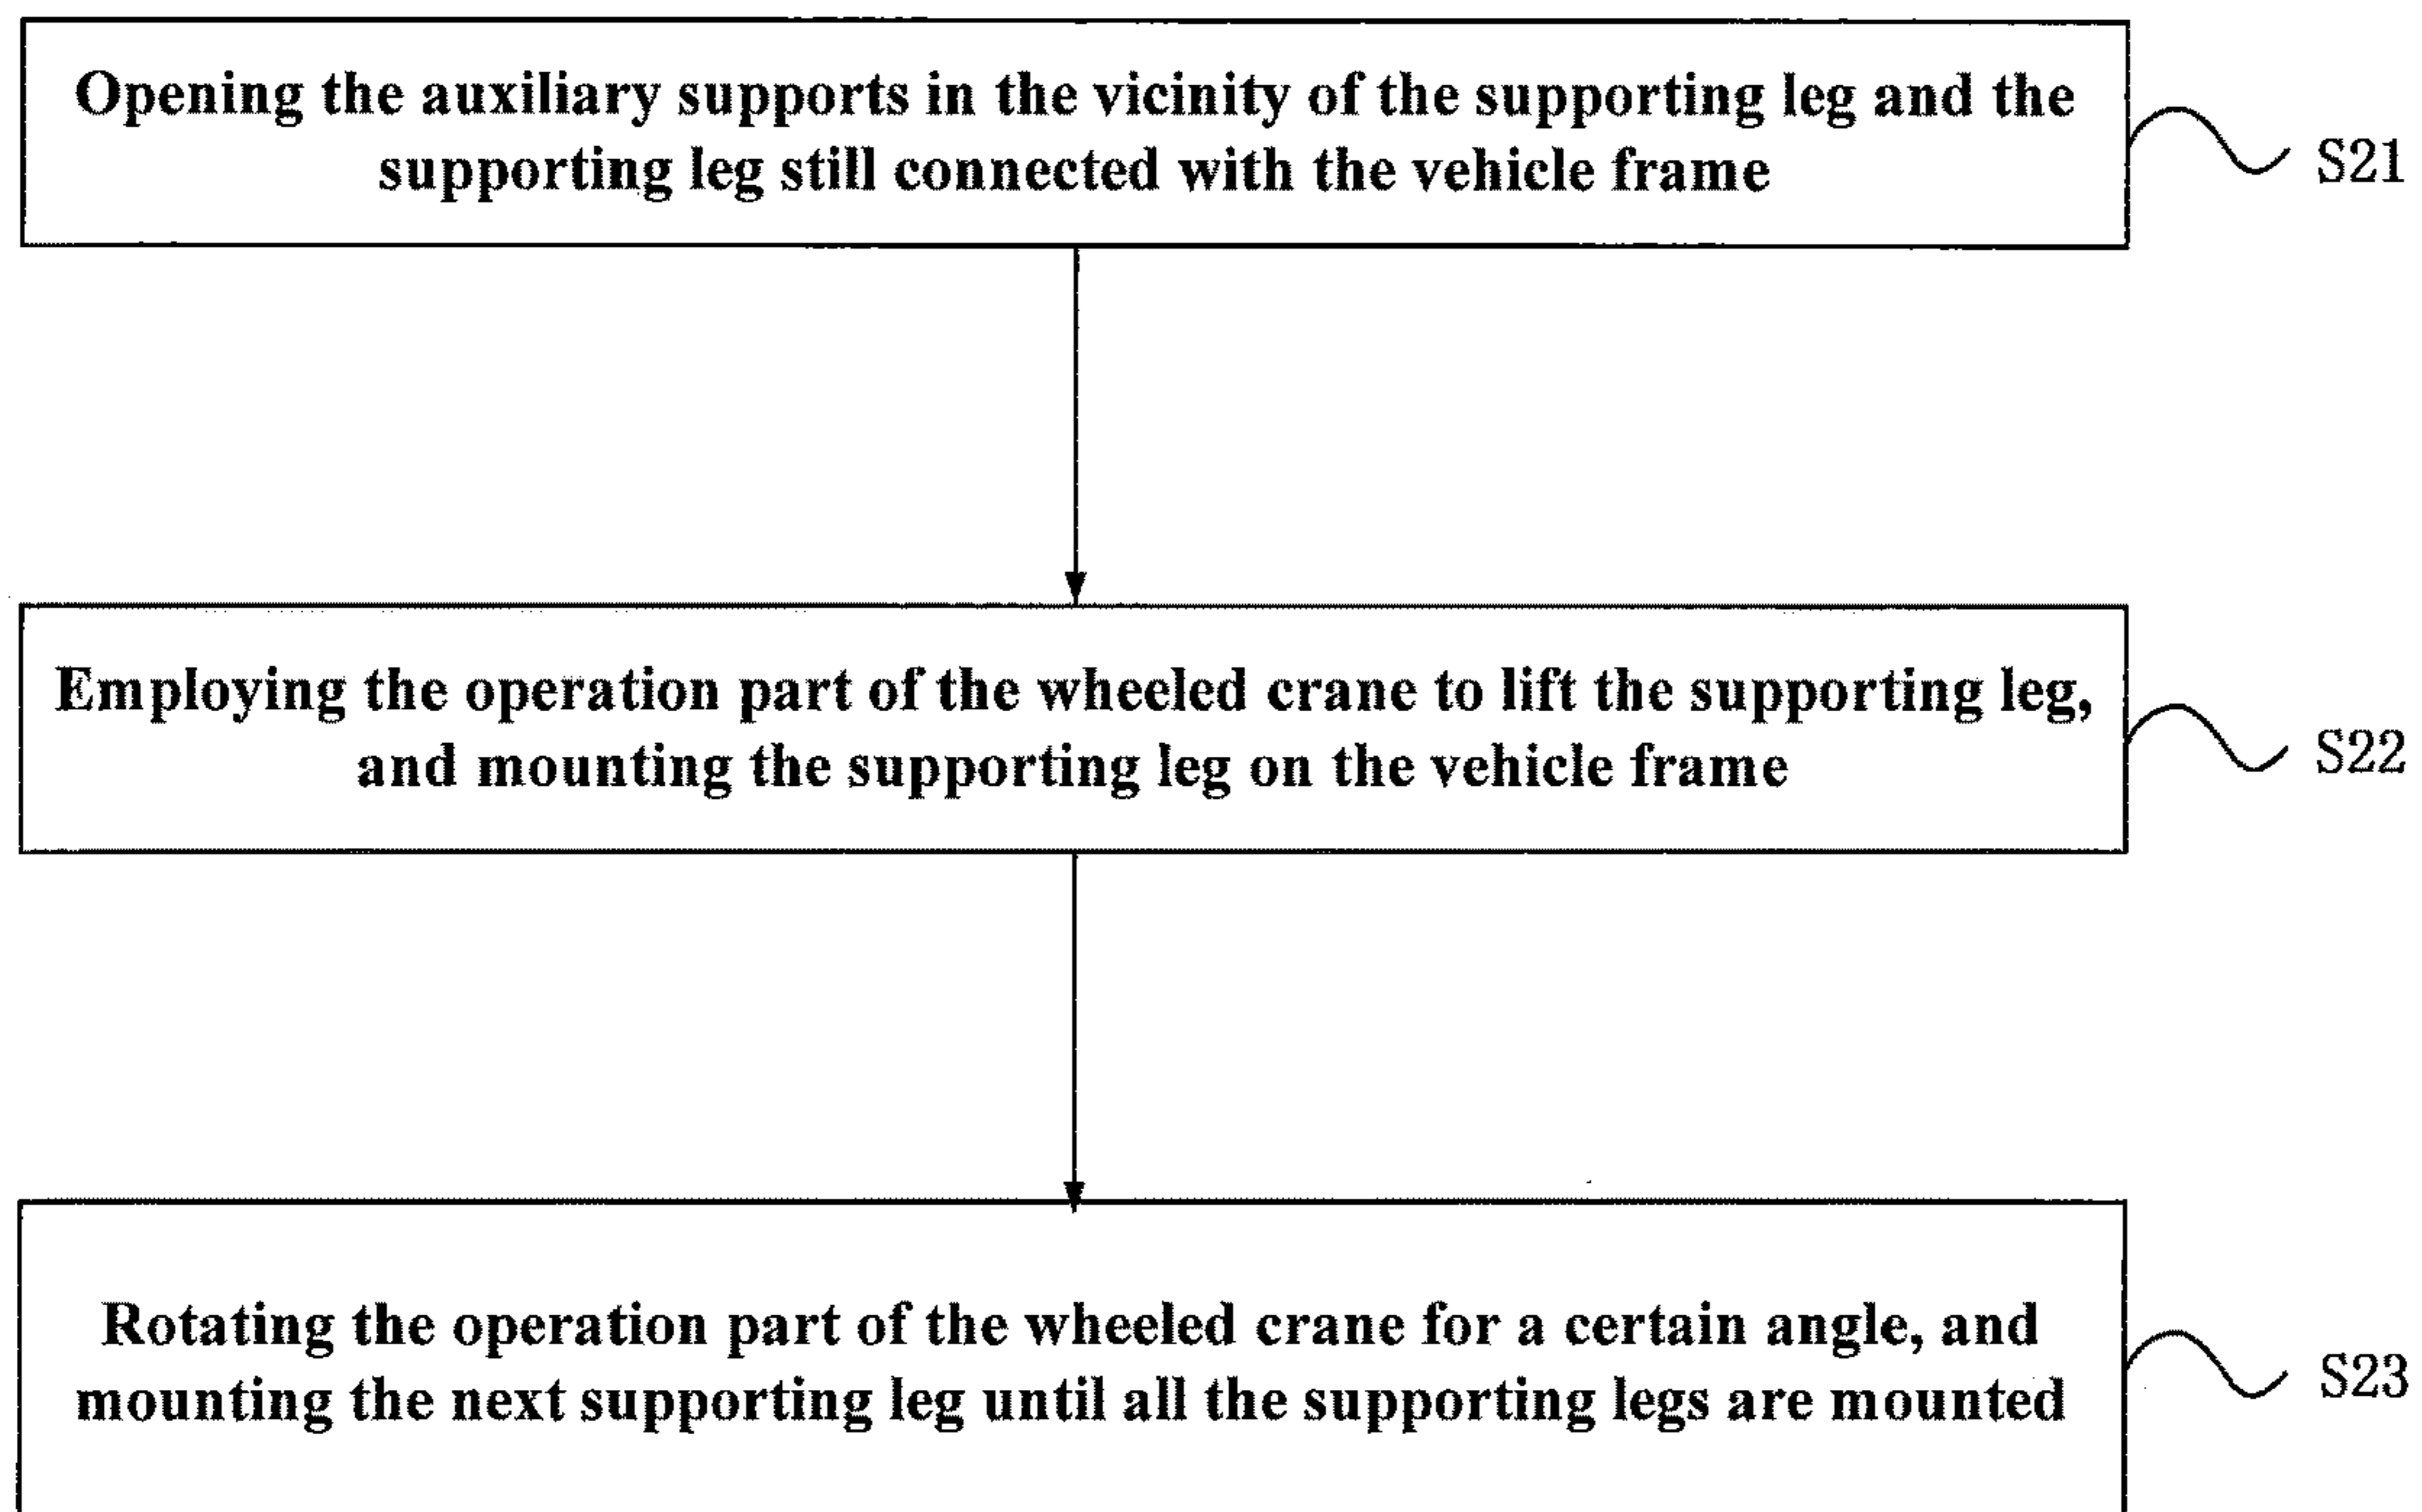 Opening the auxiliary supports in the vicinity of the supporting leg and the
supporting leg still connected with the vehicle frame
S21
Employing the operation part of the wheeled crane to lift the supporting leg,
and mounting the supporting leg on the vehicle frame
S22
Rotating the operation part of the wheeled crane for a certain angle, and
mounting the next supporting leg until all the supporting legs are mounted
S23